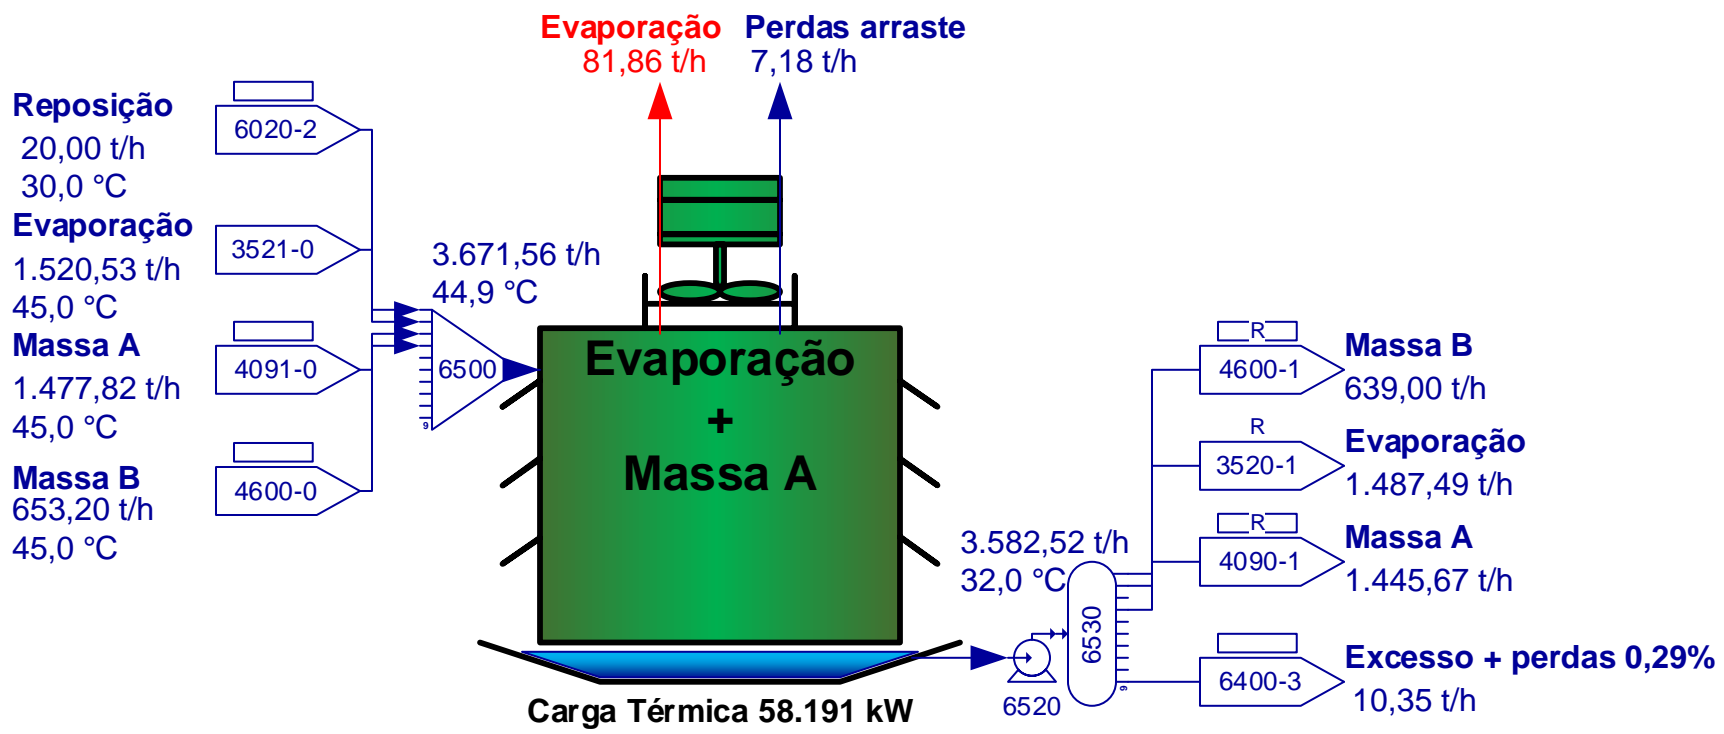 Evaporação
81,86 t/h
Perdas arraste
7,18 t/h
Reposição
20,00 t/h
30,0 °C
6020-2
Evaporação
1.520,53 t/h
45,0 °C
3521-0
Massa A
1.477,82 t/h
45,0 °C
4091-0
Massa B
653,20 t/h
45,0 °C
4600-0
3.671,56 t/h
44,9 °C
6500
9
Evaporação
+
Massa A
Carga Térmica 58.191 kW
3.582,52 t/h
32,0 °C
6520
6530
9
R
4600-1
Massa B
639,00 t/h
R
3520-1
Evaporação
1.487,49 t/h
R
4090-1
Massa A
1.445,67 t/h
6400-3
Excesso + perdas 0,29%
10,35 t/h